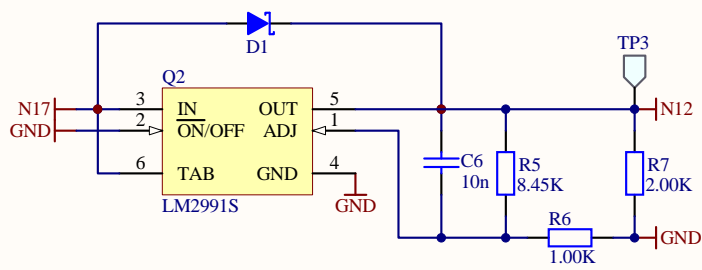 D1
TP3
Q2
N17
3
IN
OUT
5
N12
GND
2
ON/OFF
ADJ
1
6
TAB
GND
4
C6
10n
R5
8.45K
R7
2.00K
LM2991S
GND
R6
1.00K
GND